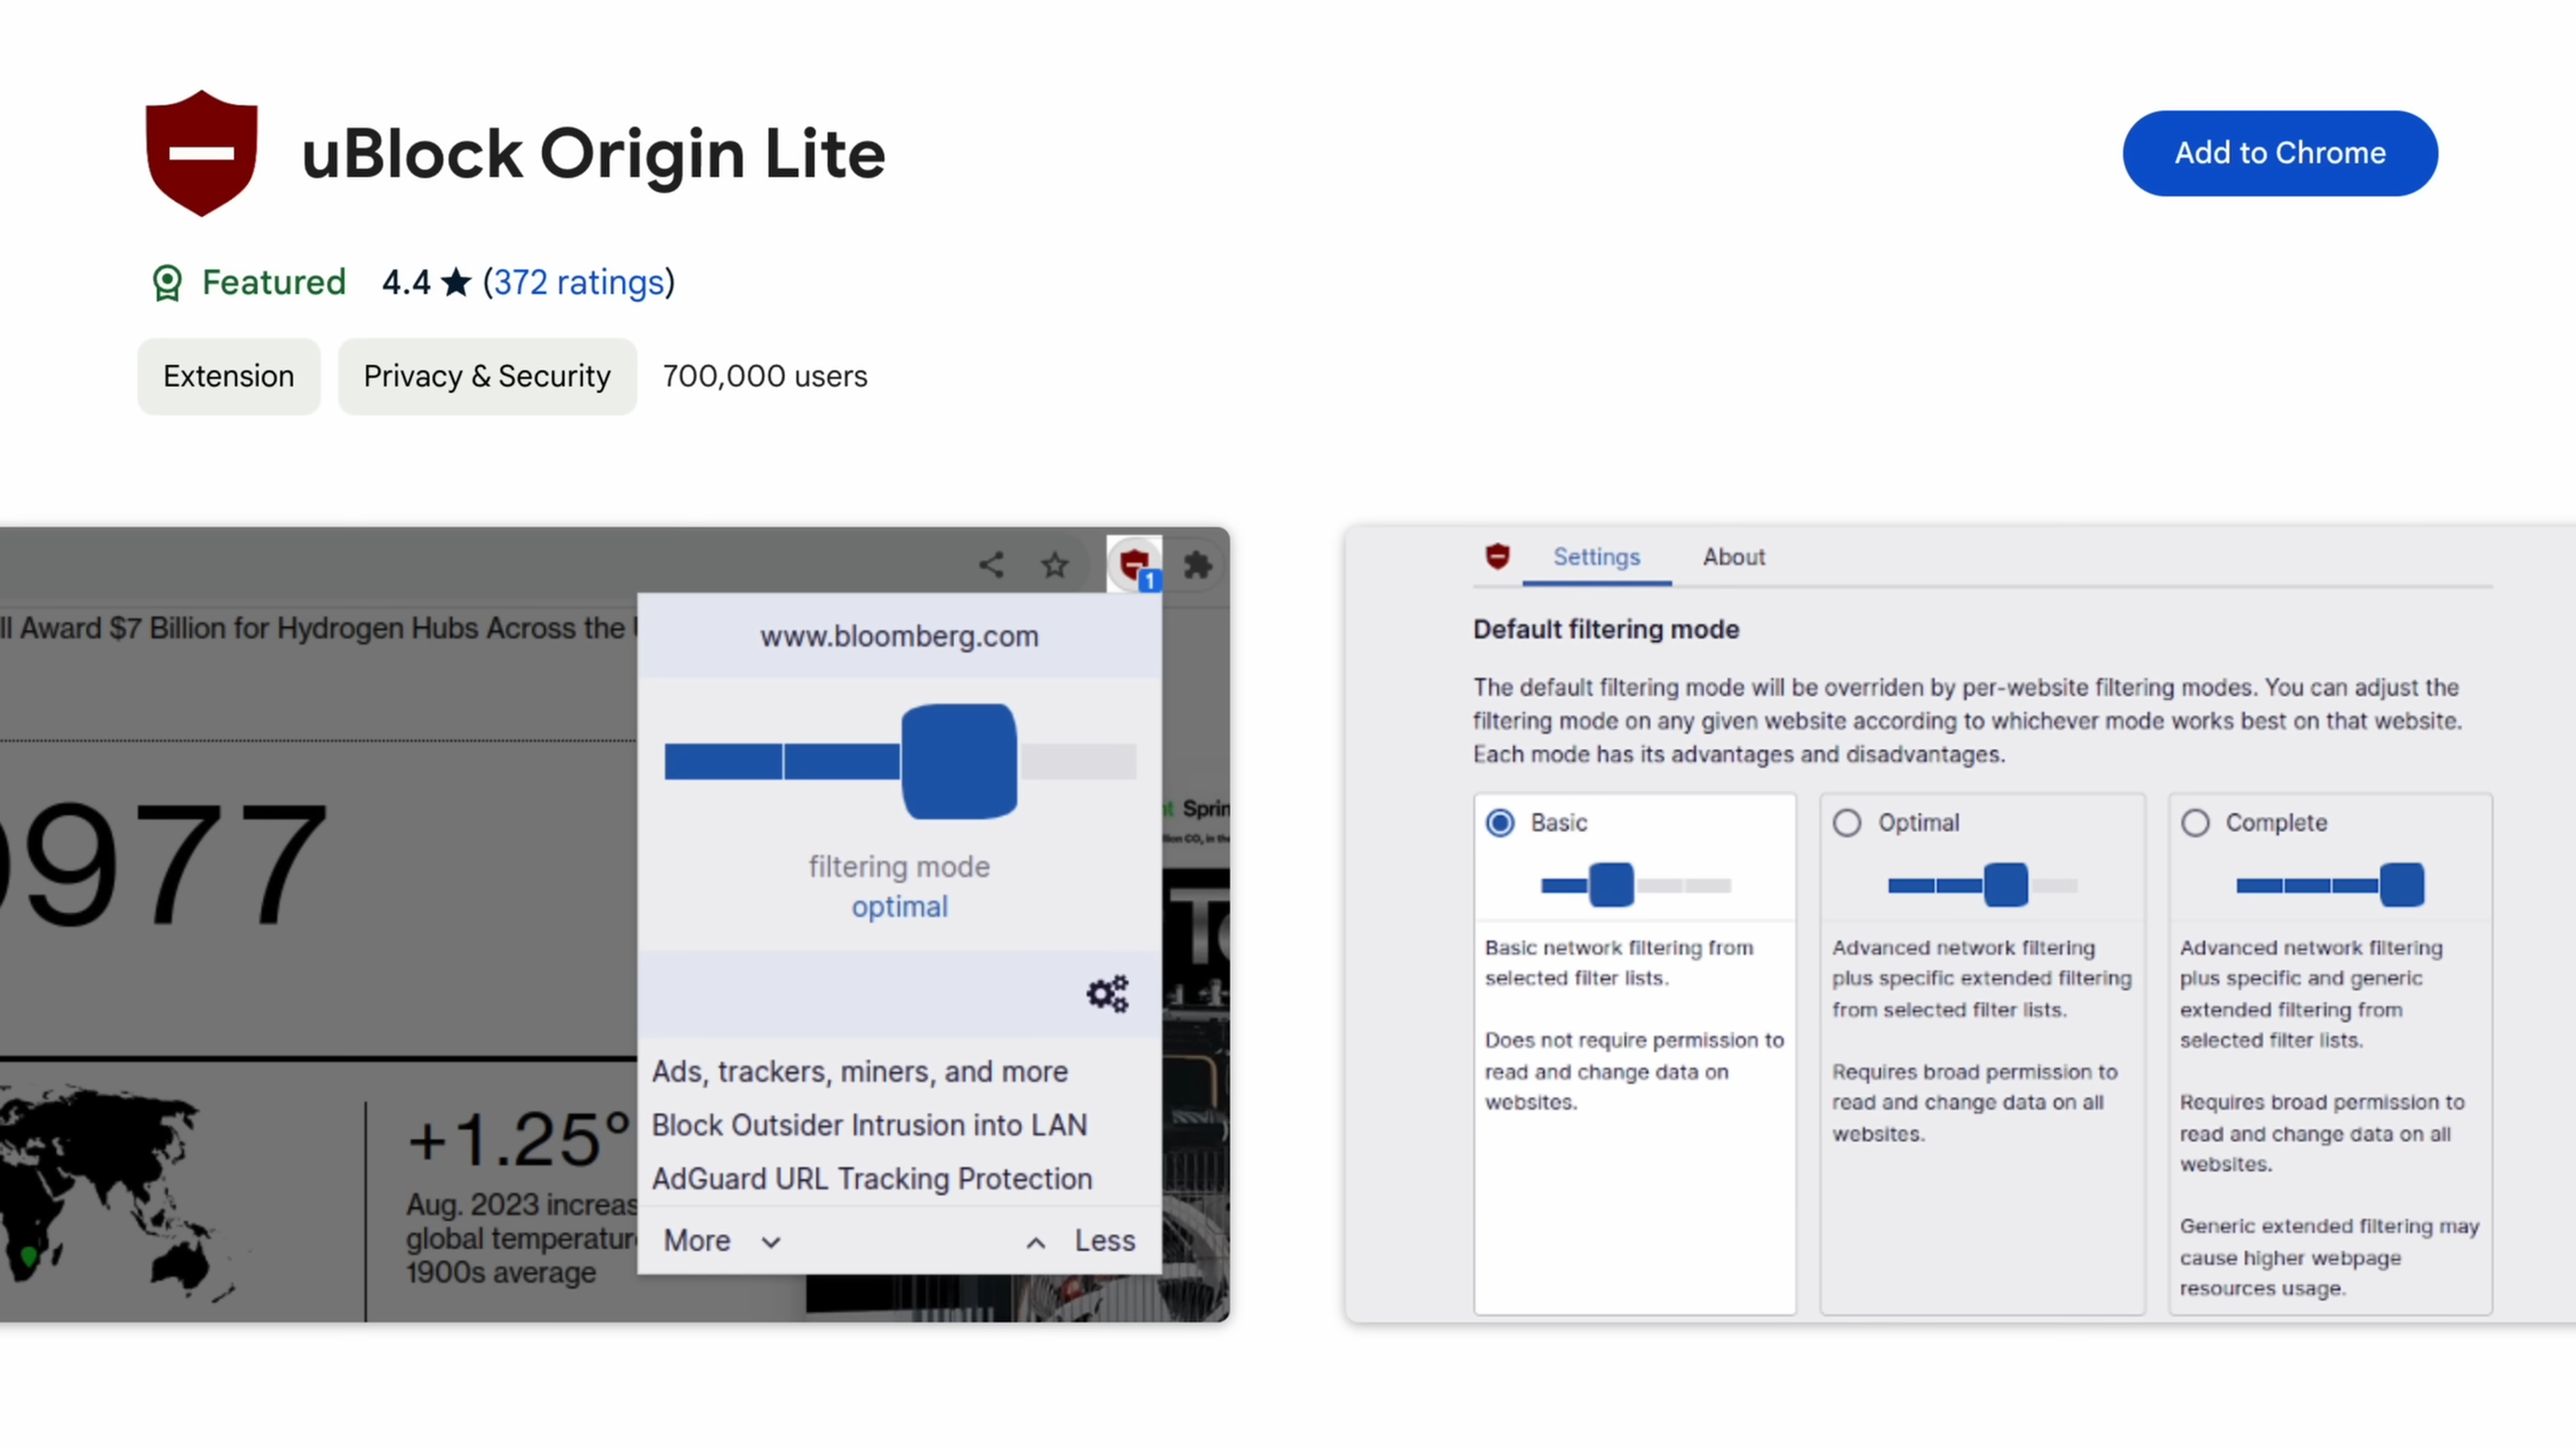 uBlock Origin Lite
Add to Chrome
Featured 4.4 ★ (372 ratings)
Extension Privacy & Security 700,000 users
1
ll Award $7 Billion for Hydrogen Hubs Across the
977
+1.25°
Aug. 2023 increas
global temperatur
1900s average
www.bloomberg.com
filtering mode
optimal
Ads, trackers, miners, and more
Block Outsider Intrusion into LAN
AdGuard URL Tracking Protection
More Less
Sprin
Settings About
Default filtering mode
The default filtering mode will be overriden by per-website filtering modes. You can adjust the
filtering mode on any given website according to whichever mode works best on that website.
Each mode has its advantages and disadvantages.
Basic
Basic network filtering from
selected filter lists.
Does not require permission to
read and change data on
websites.
Optimal
Advanced network filtering
plus specific extended filtering
from selected filter lists.
Requires broad permission to
read and change data on all
websites.
Complete
Advanced network filtering
plus specific and generic
extended filtering from
selected filter lists.
Requires broad permission to
read and change data on all
websites.
Generic extended filtering may
cause higher webpage
resources usage.